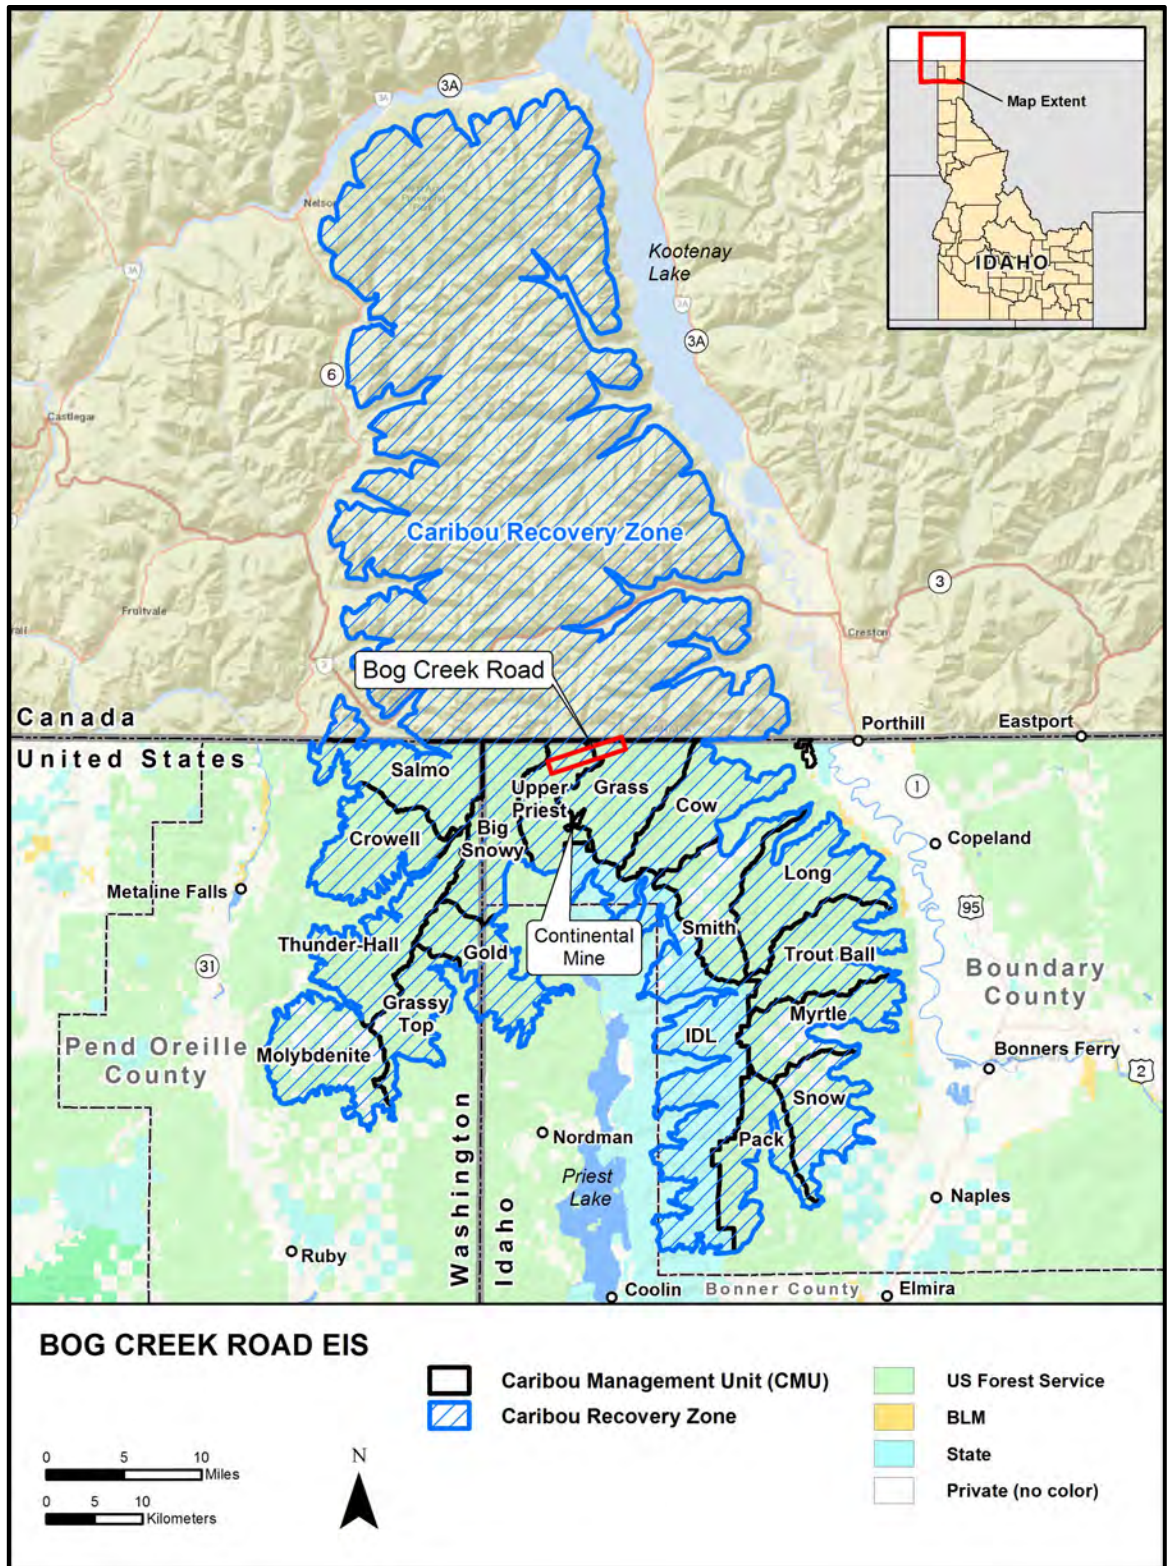 3A
3A
Map Extent
IDAHO
Nelson
Kootenay
Lake
3A
3A
3A
6
Castlegar
Caribou Recovery Zone
3
Fruitvale
Creston
Bog Creek Road
Canada
Porthill
Eastport
United States
Salmo
Upper
Priest
Grass
1
Cow
Big
Snowy
Crowell
Copeland
Long
Metaline Falls
95
Smith
Continental
Mine
Thunder-Hall
Gold
Trout Ball
31
Boundary
County
Grassy
Top
Myrtle
IDL
Pend Oreille
County
Molybdenite
Bonners Ferry
2
Snow
Washington
Idaho
Nordman
Pack
Priest
Lake
Naples
Ruby
Coolin
Bonner County
Elmira
BOG CREEK ROAD EIS
Caribou Management Unit (CMU)
Caribou Recovery Zone
US Forest Service
BLM
State
Private (no color)
0 5 10
Miles
0 5 10
Kilometers
N